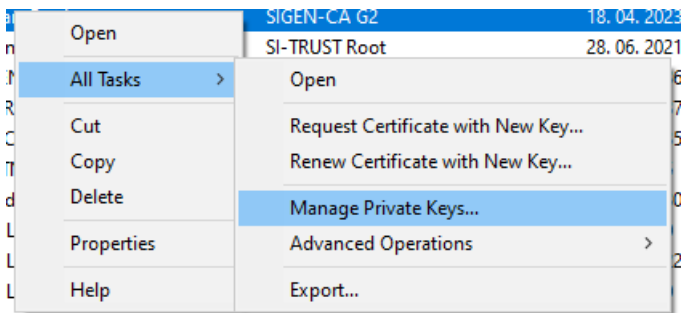 SIGEN-CA G2 18. 04. 2023
Open
SI-TRUST Root 28. 06. 2021
All Tasks >
Open
Cut
Request Certificate with New Key...
Copy
Renew Certificate with New Key...
Delete
Manage Private Keys...
Properties
Advanced Operations >
Help
Export...